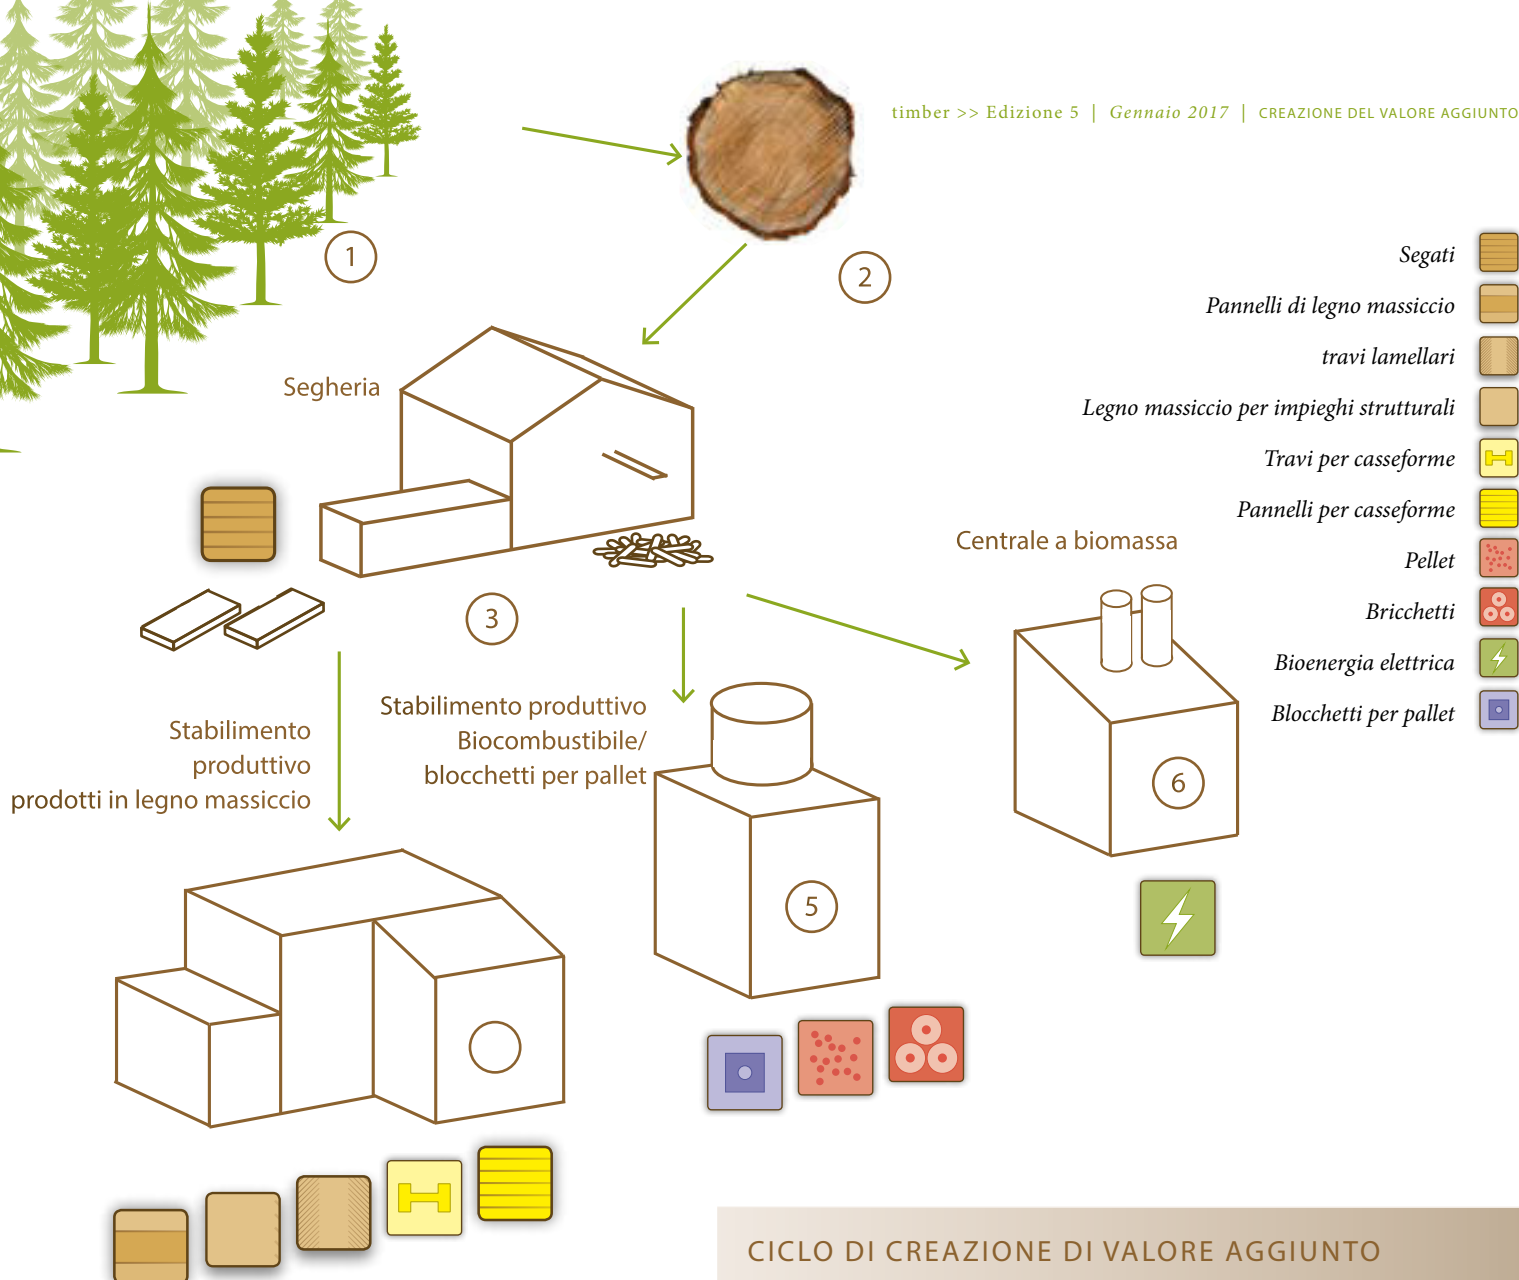 timber >> Edizione 5 | Gennaio 2017 | CREAZIONE DEL VALORE AGGIUNTO
1
2
Segati
Pannelli di legno massiccio
travi lamellari
Legno massiccio per impieghi strutturali
Travi per casseforme
Pannelli per casseforme
Pellet
Bricchetti
Bioenergia elettrica
Blocchetti per pallet
Segheria
3
Centrale a biomassa
6
Stabilimento produttivo
Biocombustibile/
blocchetti per pallet
5
Stabilimento
produttivo
prodotti in legno massiccio
CICLO DI CREAZIONE DI VALORE AGGIUNTO